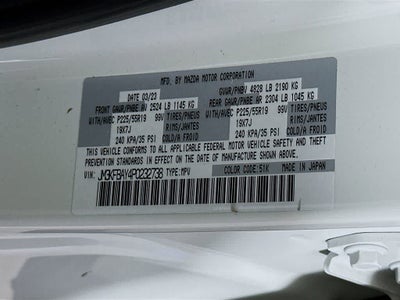 MFD. BY MAZDA MOTOR CORPORATION
DATE 03/23 GVWR/PNBV 4828 LB 2190 KG
FRONT GAWR/PNBE AV 2524 LB 1145 KG REAR GAWR/PNBE AR 2304 LB 1045 KG
WITH/AVEC P225/55R19 99V TIRES/PNEUS WITH/AVEC P225/55R19 99V TIRES/PNEUS
19X7J RIMS/JANTES 19X7J RIMS/JANTES
240 KPA/35 PSI COLD/A FROID 240 KPA/35 PSI COLD/A FROID
THIS VEHICLE CONFORMS TO ALL APPLICABLE FEDERAL MOTOR VEHICLE SAFETY, BUMPER, AND
THEFT PREVENTION STANDARDS IN EFFECT ON THE DATE OF MANUFACTURE SHOWN ABOVE.
VIN: JM3KFBAY4P0232738 TYPE: MPV COLOR CODE: 51K MADE IN JAPAN